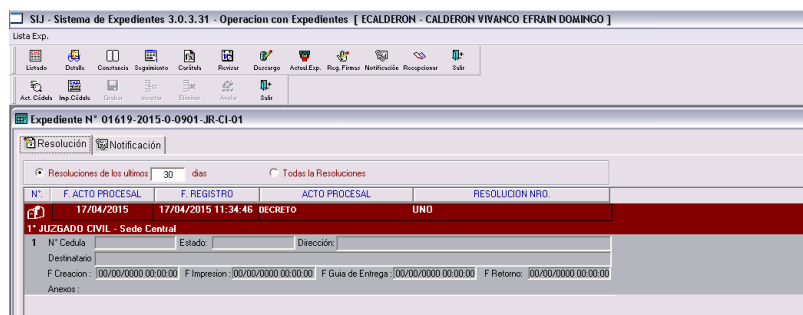 SIJ - Sistema de Expedientes 3.0.3.31 - Operacion con Expedientes [ ECALDERON - CALDERON VIVANCO EFRAIN DOMINGO ]
Lista Exp.
Listado Detalle Constancia Seguimiento Carátula Revisar Descargo Actual.Exp. Reg. Firmas Notificación Recepcionar Salir
Act. Cédula Imp.Cédula Grabar Insertar Eliminar Anular Salir
Expediente N° 01619-2015-0-0901-JR-CI-01
Resolución Notificación
Resoluciones de los ultimos 30 dias Todas la Resoluciones
N°. F. ACTO PROCESAL F. REGISTRO ACTO PROCESAL RESOLUCION NRO.
17/04/2015 17/04/2015 11:34:46 DECRETO UNO
1° JUZGADO CIVIL - Sede Central
1 N° Cedula Estado: Dirección:
Destinatario
F Creacion : 00/00/0000 00:00:00 F Impresion : 00/00/0000 00:00:00 F Guia de Entrega : 00/00/0000 00:00:00 F Retorno: 00/00/0000 00:00:00
Anexos :